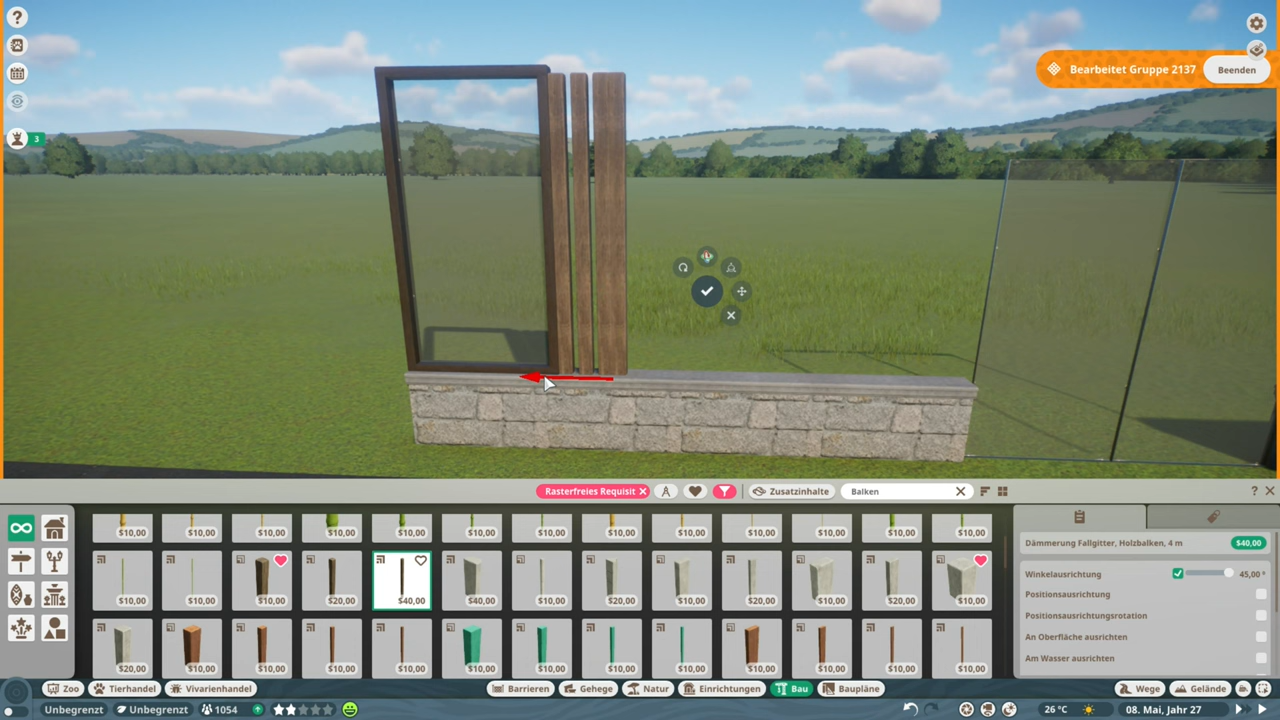 ?
3
Bearbeitet Gruppe 2137
Beenden
Rasterfreies Requisit ✕
Zusatzinhalte
Balken
? ✕
$10,00 $10,00 $10,00 $10,00 $10,00 $10,00 $10,00 $10,00 $10,00 $10,00 $10,00 $10,00 $10,00
$10,00 $10,00 $10,00 $20,00 $40,00 $40,00 $10,00 $20,00 $10,00 $20,00 $10,00 $20,00 $10,00
$20,00 $10,00 $10,00 $10,00 $10,00 $10,00 $10,00 $10,00 $10,00 $10,00 $10,00 $10,00 $10,00
Dämmerung Fallgitter, Holzbalken, 4 m
$40,00
Winkelausrichtung
45,00°
Positionsausrichtung
Positionsausrichtungsrotation
An Oberfläche ausrichten
Am Wasser ausrichten
Zoo
Tierhandel
Vivarienhandel
Barrieren
Gehege
Natur
Einrichtungen
Bau
Baupläne
Wege
Gelände
Unbegrenzt
Unbegrenzt
1054
26 °C
08. Mai, Jahr 27